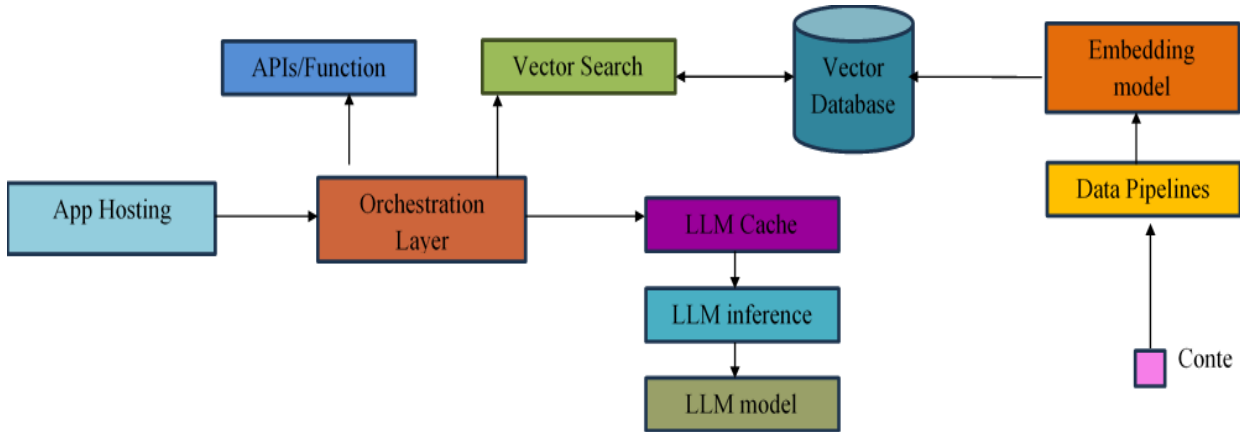 APIs/Function
Vector Search
Vector
Database
Embedding
model
App Hosting
Orchestration
Layer
LLM Cache
Data Pipelines
LLM inference
LLM model
Conte